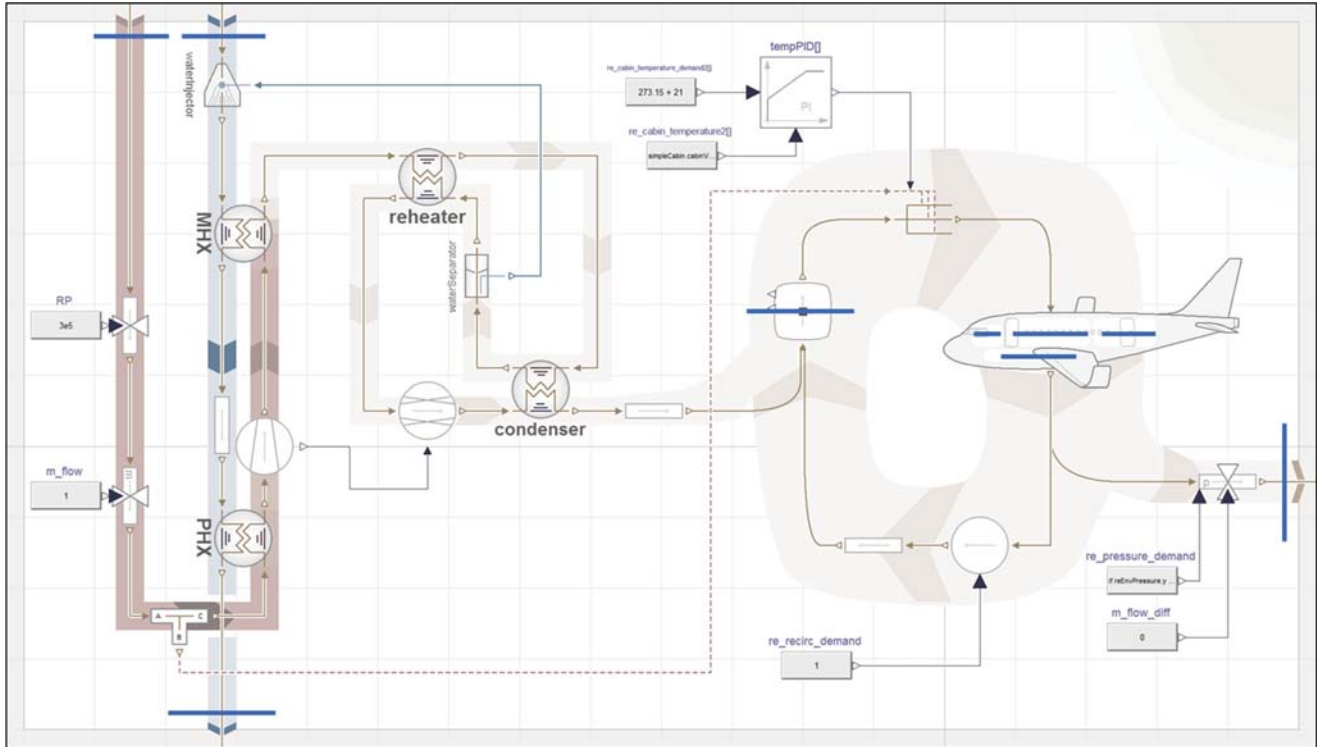 tempPID[]
re_cabin_temperature_demand2[]
273.15 + 21
PI
re_cabin_temperature2[]
simpleCabin.cabinV...
waterInjector
MHX
reheater
waterSeparator
RP
3e5
condenser
m_flow
1
m
PHX
A C
B
p
re_pressure_demand
if reEnvPressure.y ...
m_flow_diff
0
re_recirc_demand
1